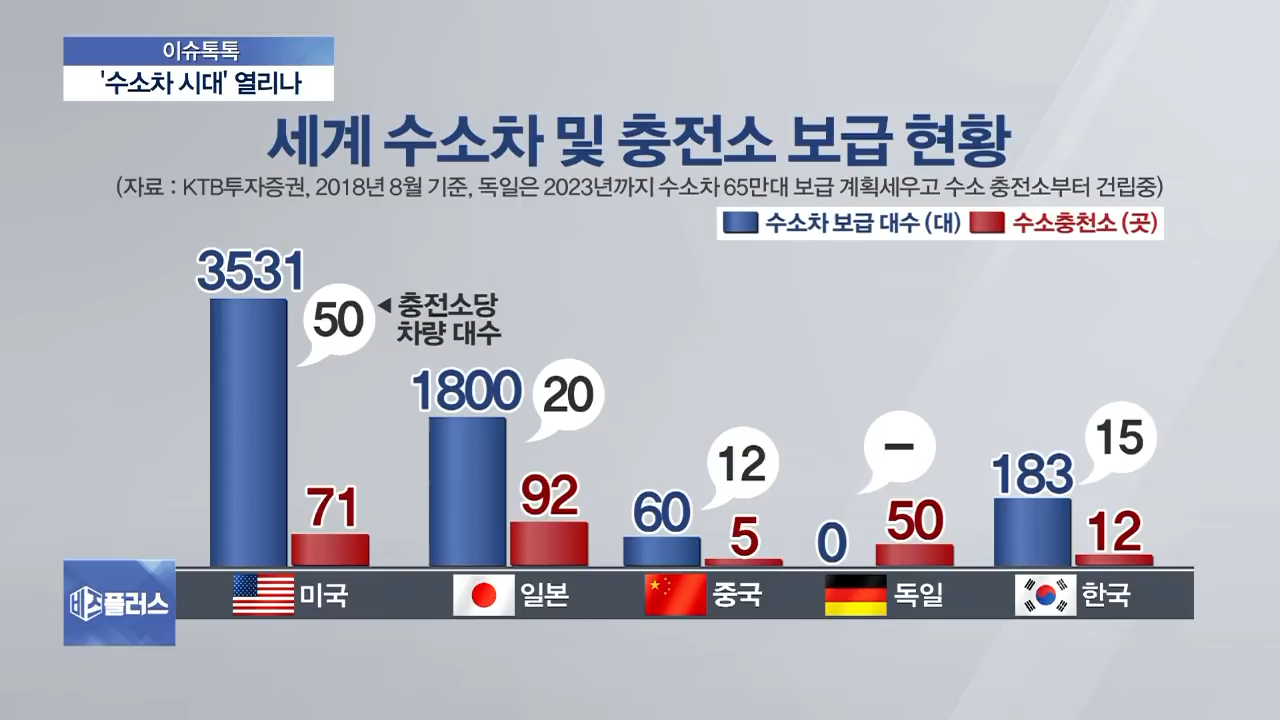 이슈톡톡
'수소차 시대' 열리나
세계 수소차 및 충전소 보급 현황
(자료 : KTB투자증권, 2018년 8월 기준, 독일은 2023년까지 수소차 65만대 보급 계획세우고 수소 충전소부터 건립중)
수소차 보급 대수 (대) 수소충천소 (곳)
3531
50
◀ 충전소당
차량 대수
71
1800
20
92
60
12
5
0
–
50
183
15
12
미국 일본 중국 독일 한국
플러스